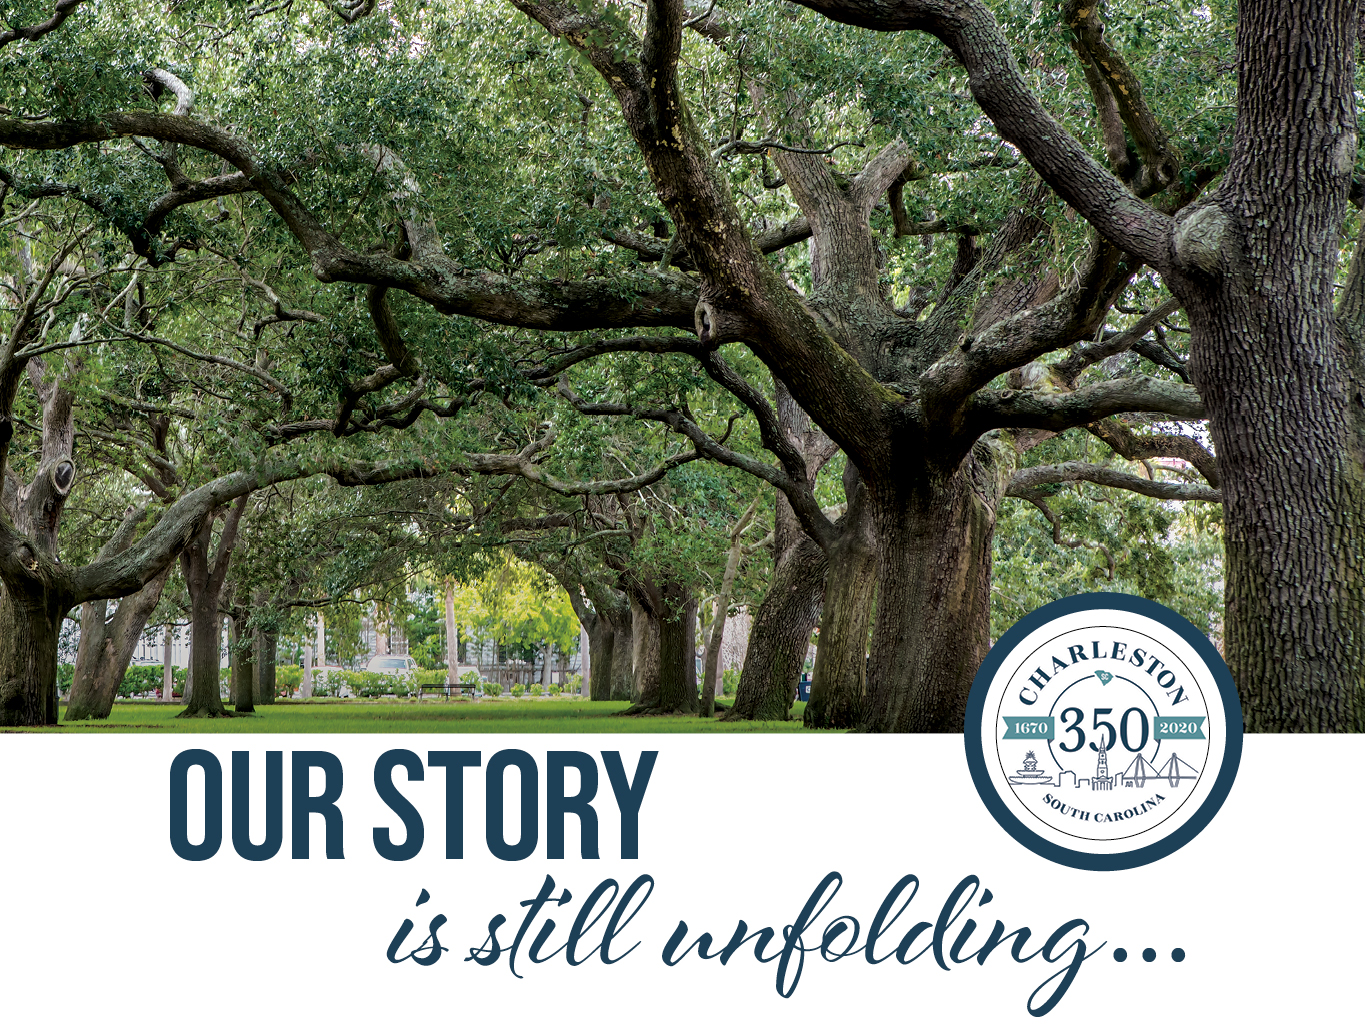 CHARLESTON
SC
1670 350 2020
SOUTH CAROLINA
OUR STORY
is still unfolding...